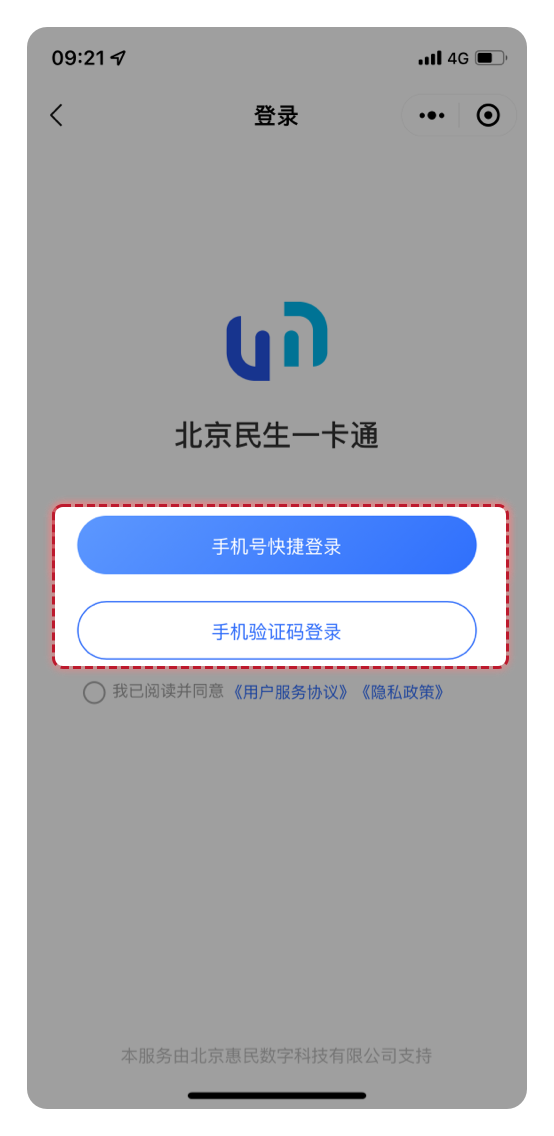 09:21 4G
登录
北京民生一卡通
手机号快捷登录
手机验证码登录
我已阅读并同意《用户服务协议》《隐私政策》
本服务由北京惠民数字科技有限公司支持